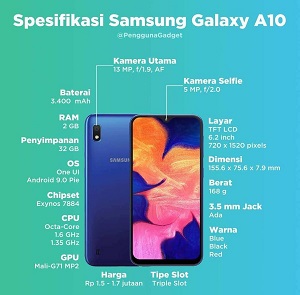 Spesifikasi Samsung Galaxy A10
@PenggunaGadget
Kamera Utama
13 MP, f/1.9, AF
Kamera Selfie
5 MP, f/2.0
Baterai
3.400 mAh
RAM
2 GB
Penyimpanan
32 GB
OS
One UI
Android 9.0 Pie
Chipset
Exynos 7884
CPU
Octa-Core
1.6 GHz
1.35 GHz
GPU
Mali-G71 MP2
SAMSUNG
Layar
TFT LCD
6.2 inch
720 x 1520 pixels
Dimensi
155.6 x 75.6 x 7.9 mm
Berat
168 g
3.5 mm Jack
Ada
Warna
Blue
Black
Red
Harga
Rp 1.5 - 1.7 jutaan
Tipe Slot
Triple Slot